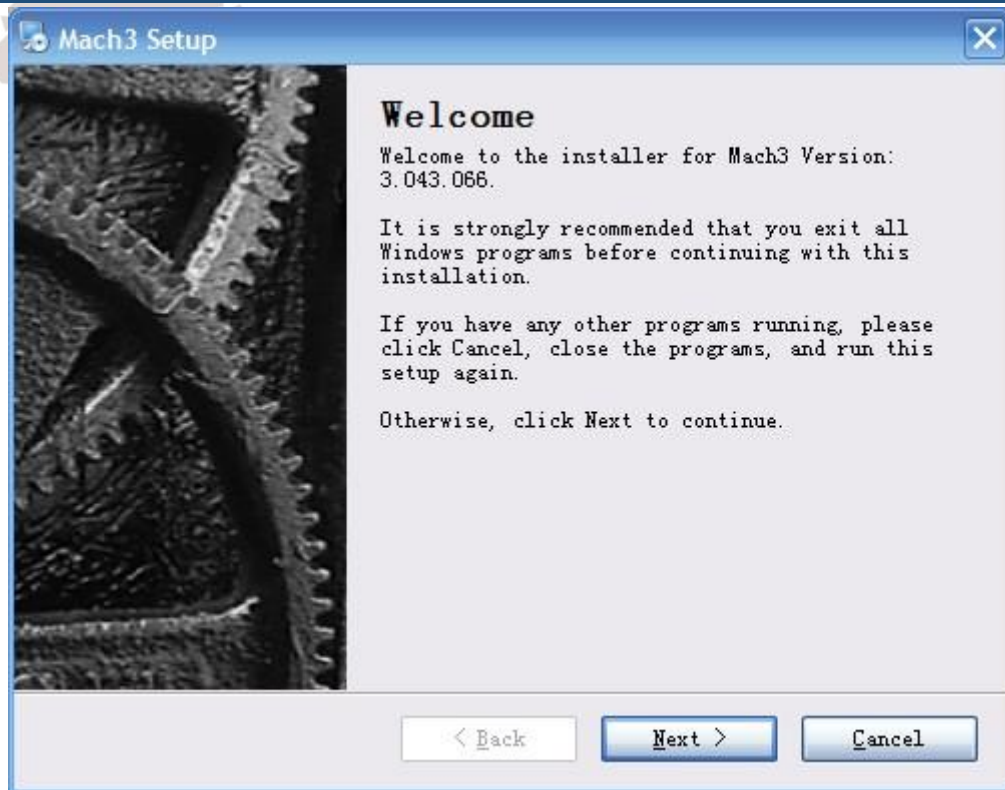 Mach3 Setup
Welcome
Welcome to the installer for Mach3 Version:
3.043.066.
It is strongly recommended that you exit all
Windows programs before continuing with this
installation.
If you have any other programs running, please
click Cancel, close the programs, and run this
setup again.
Otherwise, click Next to continue.
< Back
Next >
Cancel